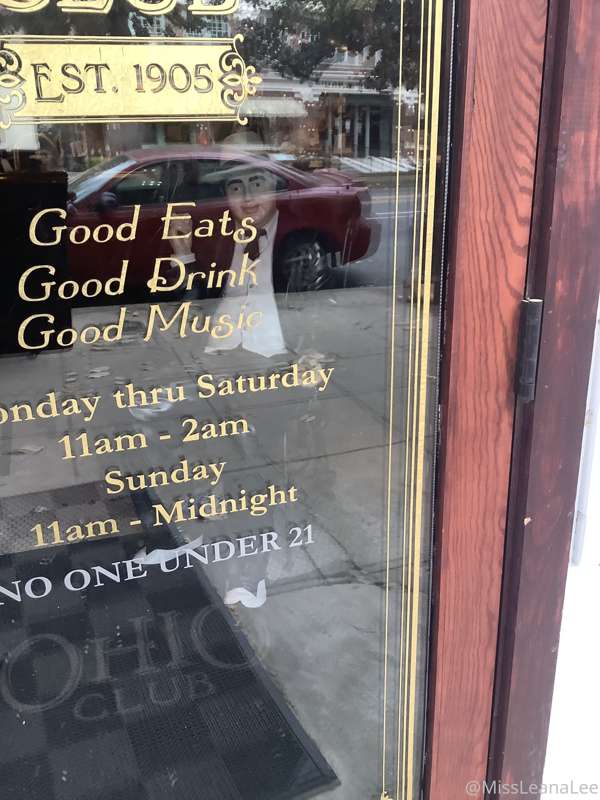 CLUB
EST. 1905
Good Eats
Good Drink
Good Music
onday thru Saturday
11am - 2am
Sunday
11am - Midnight
NO ONE UNDER 21
OHIO
CLUB
@MissLeanaLee